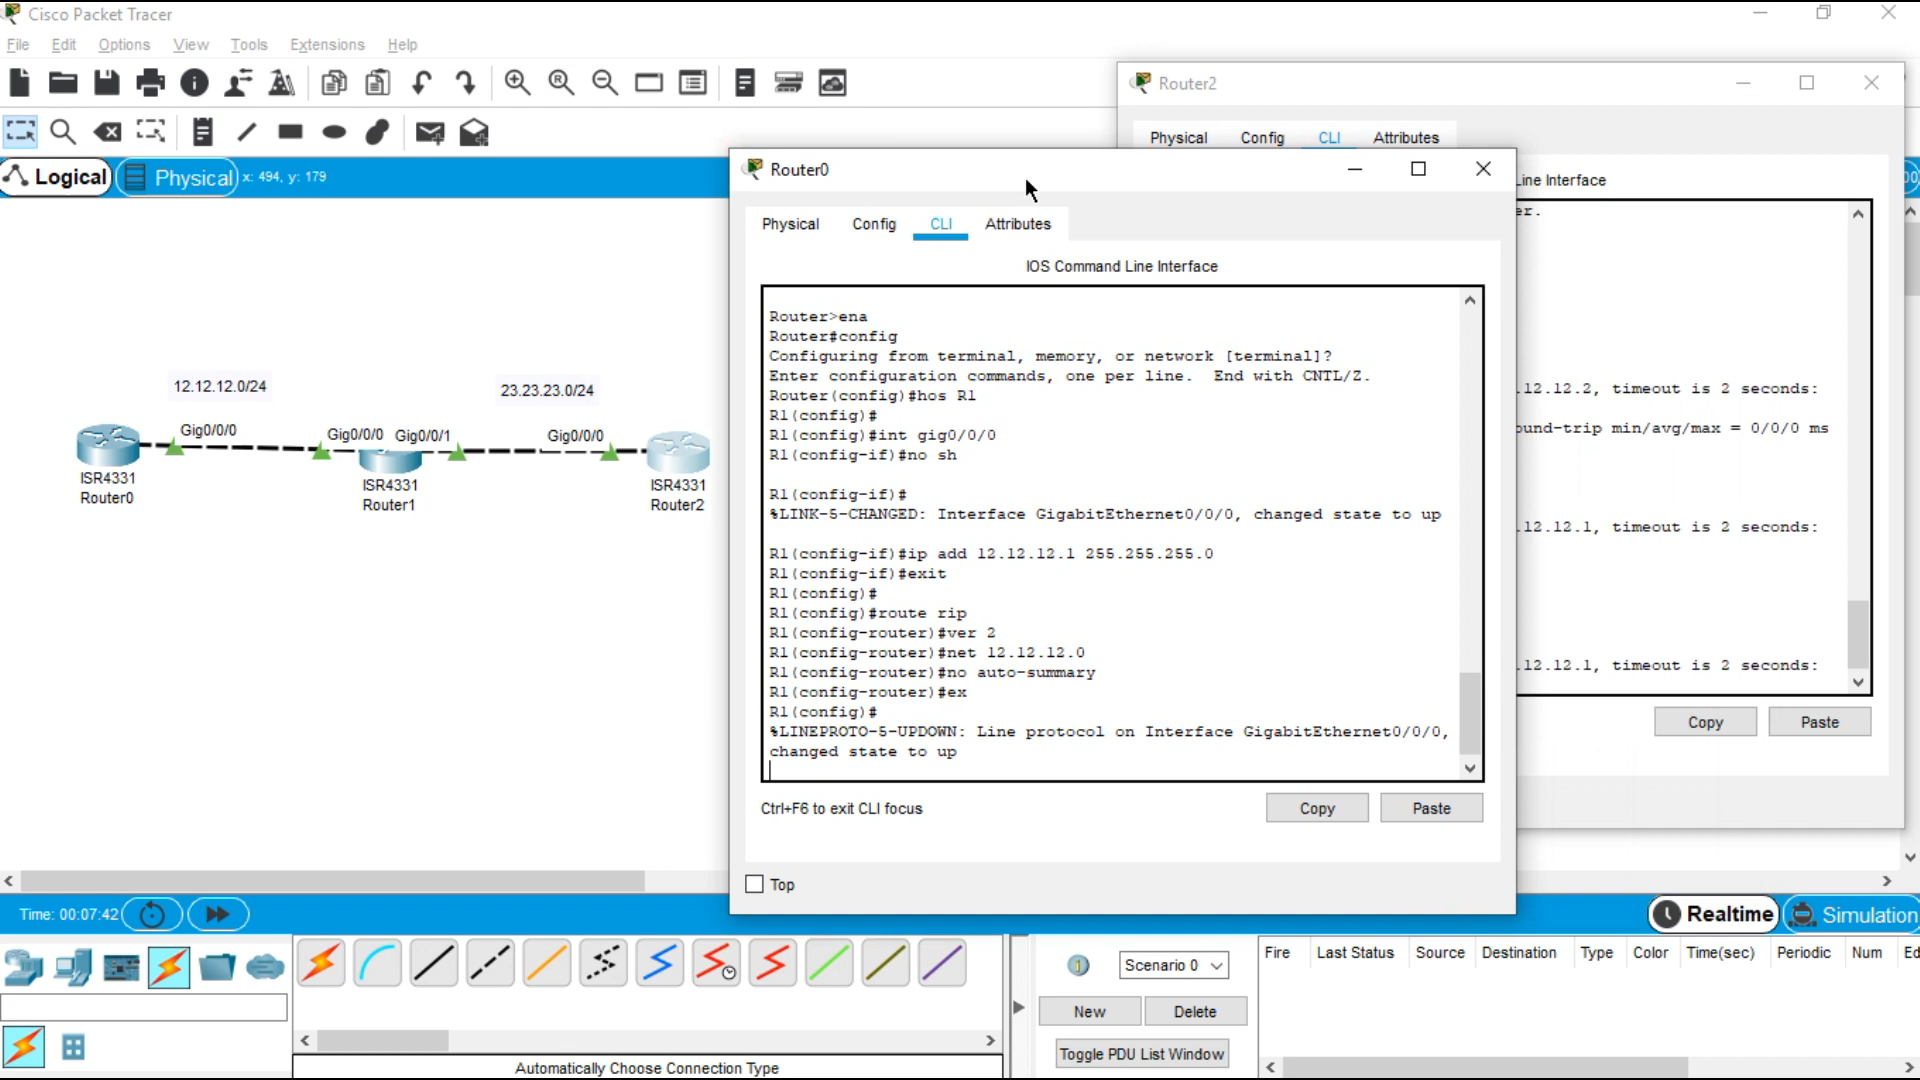 Cisco Packet Tracer
File Edit Options View Tools Extensions Help
Logical Physical x: 494, y: 179
12.12.12.0/24
23.23.23.0/24
Gig0/0/0
Gig0/0/0 Gig0/0/1
Gig0/0/0
ISR4331
Router0
ISR4331
Router1
ISR4331
Router2
Router2
Physical Config CLI Attributes
Line Interface
er.
.12.12.2, timeout is 2 seconds:
ound-trip min/avg/max = 0/0/0 ms
.12.12.1, timeout is 2 seconds:
.12.12.1, timeout is 2 seconds:
Copy Paste
Router0
Physical Config CLI Attributes
IOS Command Line Interface
Router>ena
Router#config
Configuring from terminal, memory, or network [terminal]?
Enter configuration commands, one per line. End with CNTL/Z.
Router(config)#hos R1
R1(config)#
R1(config)#int gig0/0/0
R1(config-if)#no sh
R1(config-if)#
%LINK-5-CHANGED: Interface GigabitEthernet0/0/0, changed state to up
R1(config-if)#ip add 12.12.12.1 255.255.255.0
R1(config-if)#exit
R1(config)#
R1(config)#route rip
R1(config-router)#ver 2
R1(config-router)#net 12.12.12.0
R1(config-router)#no auto-summary
R1(config-router)#ex
R1(config)#
%LINEPROTO-5-UPDOWN: Line protocol on Interface GigabitEthernet0/0/0,
changed state to up
Ctrl+F6 to exit CLI focus
Copy Paste
Top
Time: 00:07:42
Realtime Simulation
Scenario 0
New Delete
Toggle PDU List Window
Fire Last Status Source Destination Type Color Time(sec) Periodic Num Ed
Automatically Choose Connection Type